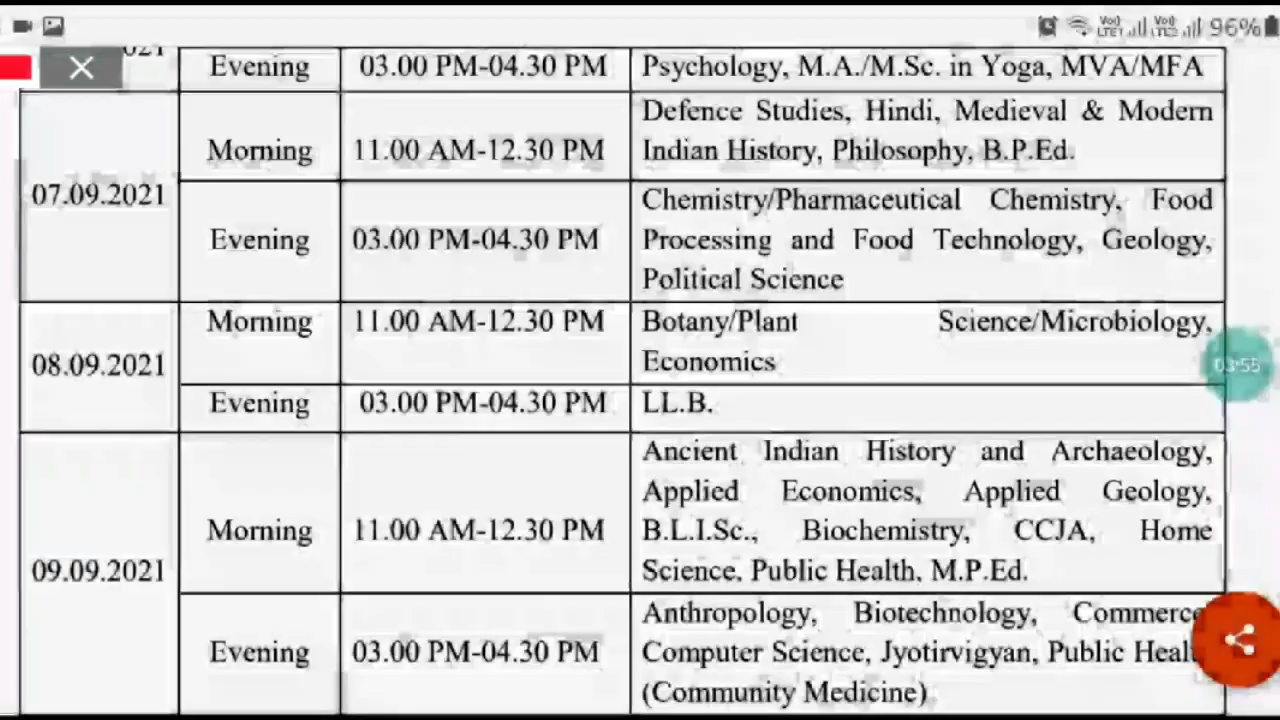 96%
Evening 03.00 PM-04.30 PM Psychology, M.A./M.Sc. in Yoga, MVA/MFA
07.09.2021
Morning 11.00 AM-12.30 PM
Defence Studies, Hindi, Medieval & Modern
Indian History, Philosophy, B.P.Ed.
Evening 03.00 PM-04.30 PM
Chemistry/Pharmaceutical Chemistry, Food
Processing and Food Technology, Geology,
Political Science
08.09.2021
Morning 11.00 AM-12.30 PM
Botany/Plant Science/Microbiology,
Economics
Evening 03.00 PM-04.30 PM LL.B.
03:55
09.09.2021
Morning 11.00 AM-12.30 PM
Ancient Indian History and Archaeology,
Applied Economics, Applied Geology,
B.L.I.Sc., Biochemistry, CCJA, Home
Science, Public Health, M.P.Ed.
Evening 03.00 PM-04.30 PM
Anthropology, Biotechnology, Commerce
Computer Science, Jyotirvigyan, Public
(Community Medicine)